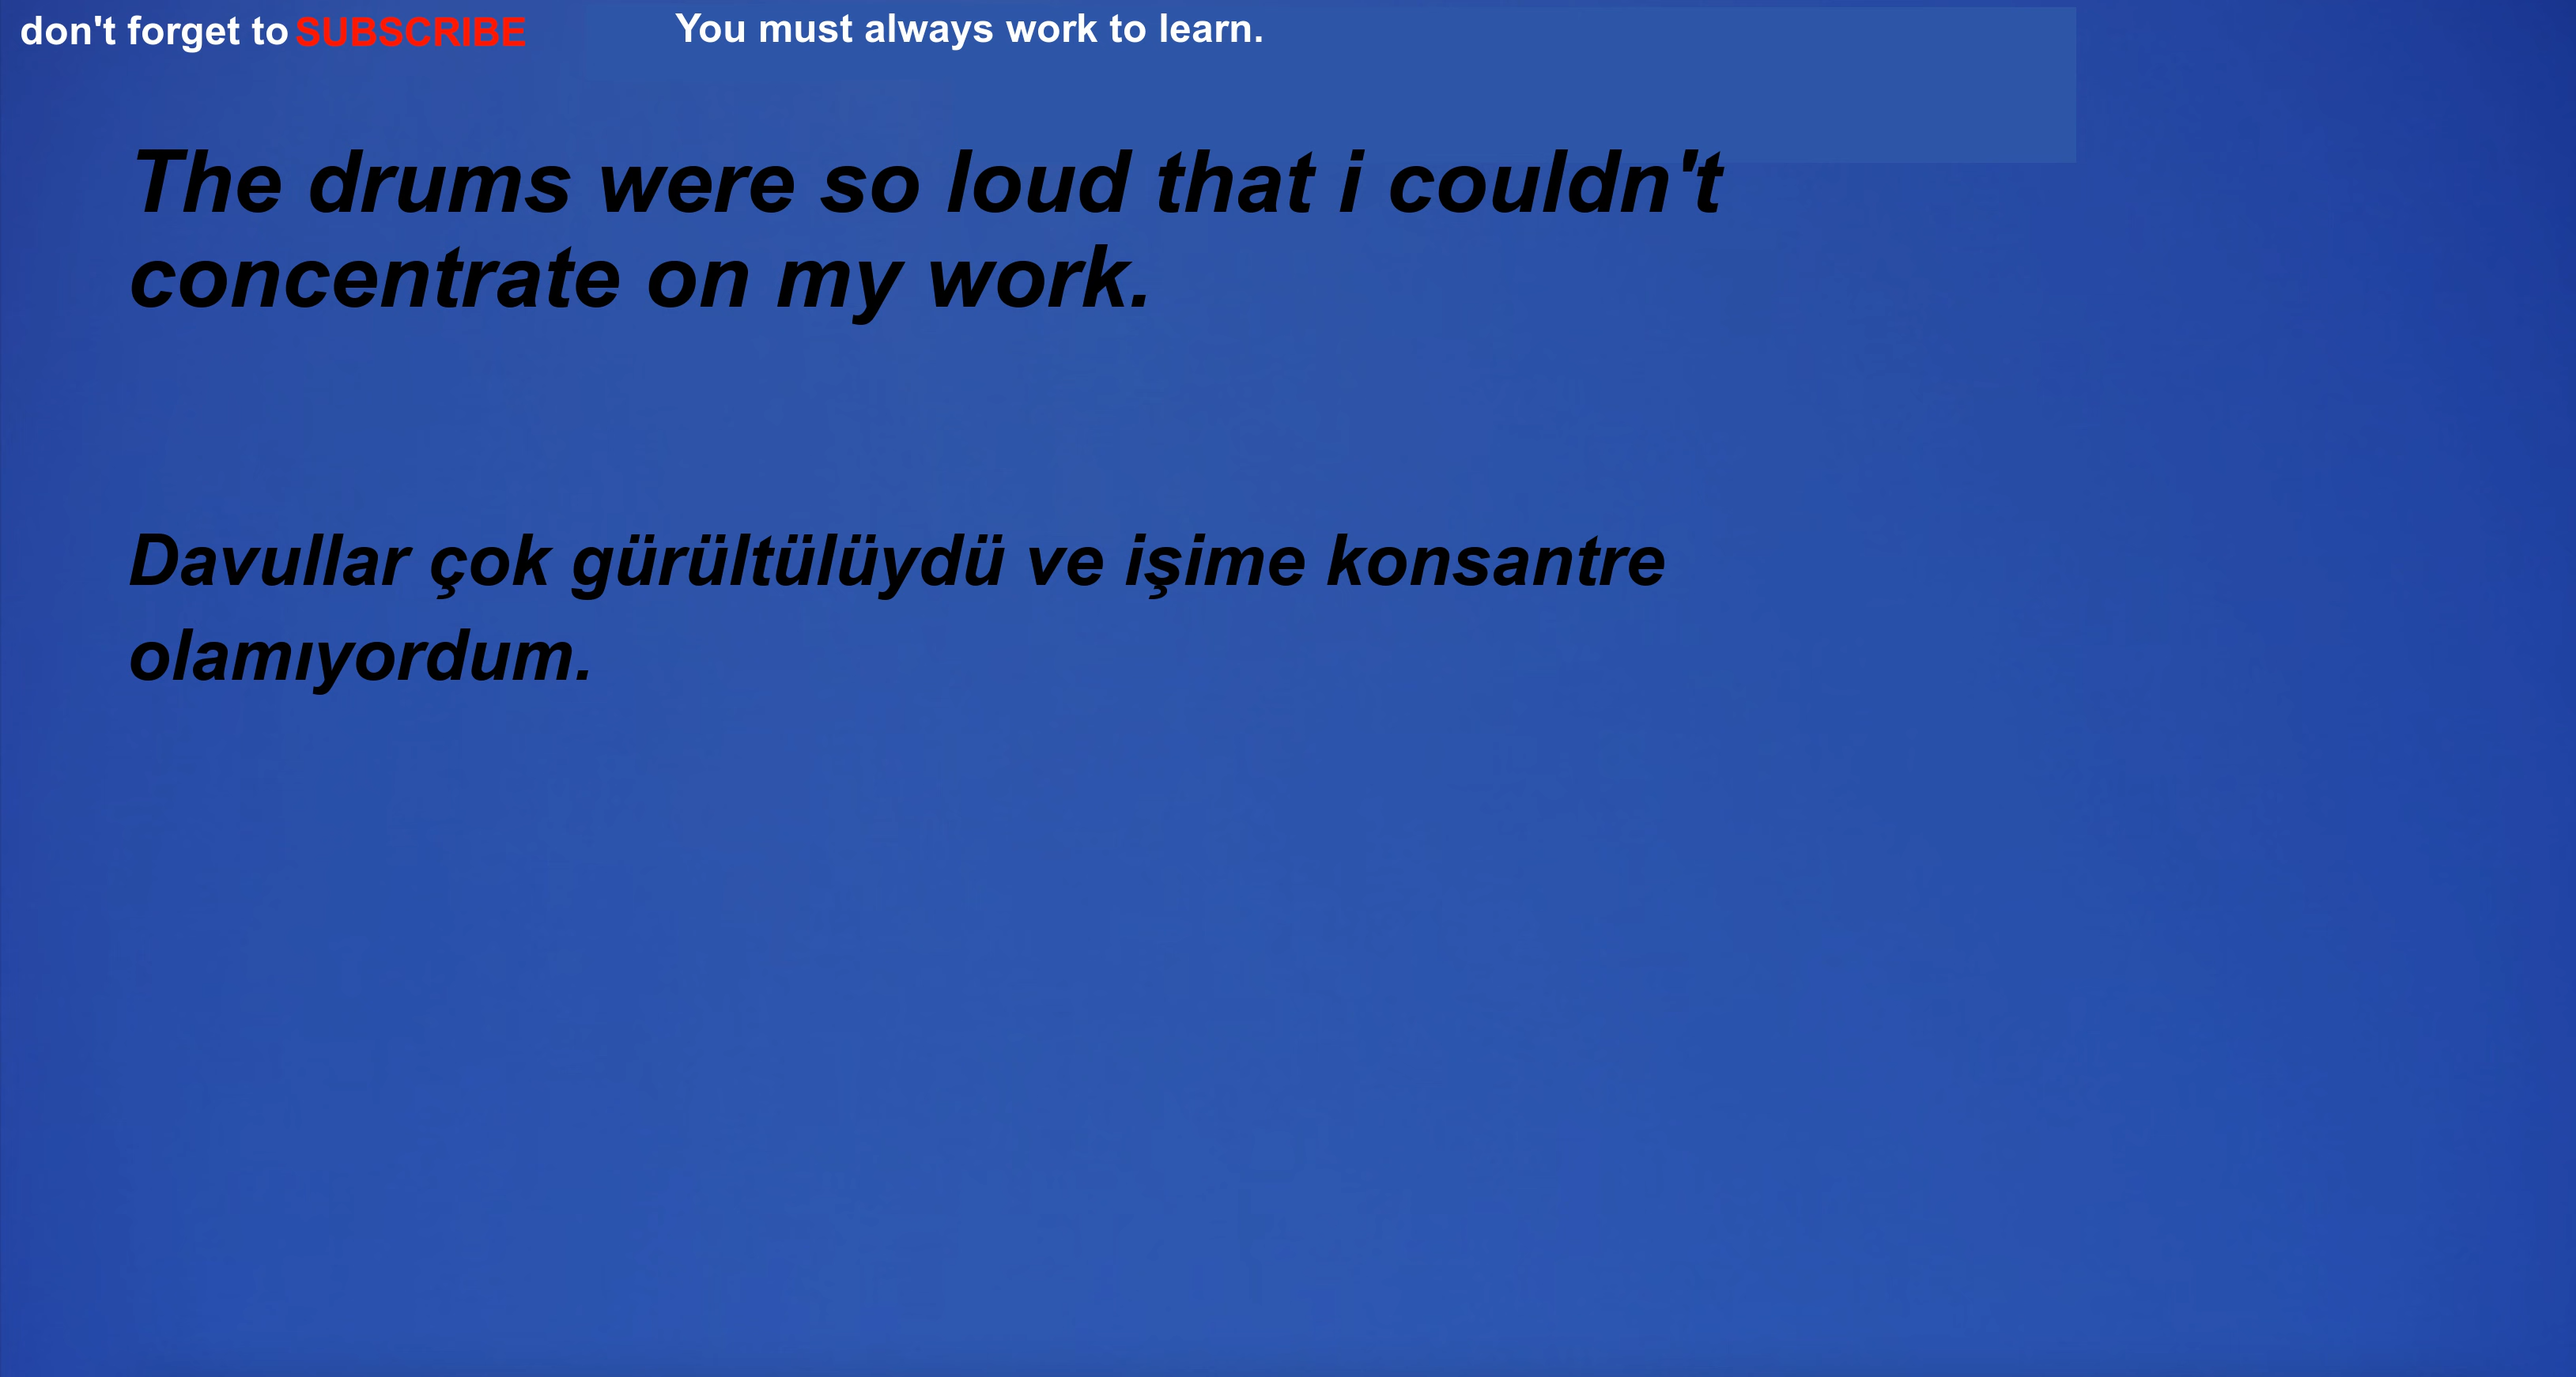 don't forget to SUBSCRIBE
You must always work to learn.
The drums were so loud that i couldn't
concentrate on my work.
Davullar çok gürültülüydü ve işime konsantre
olamıyordum.